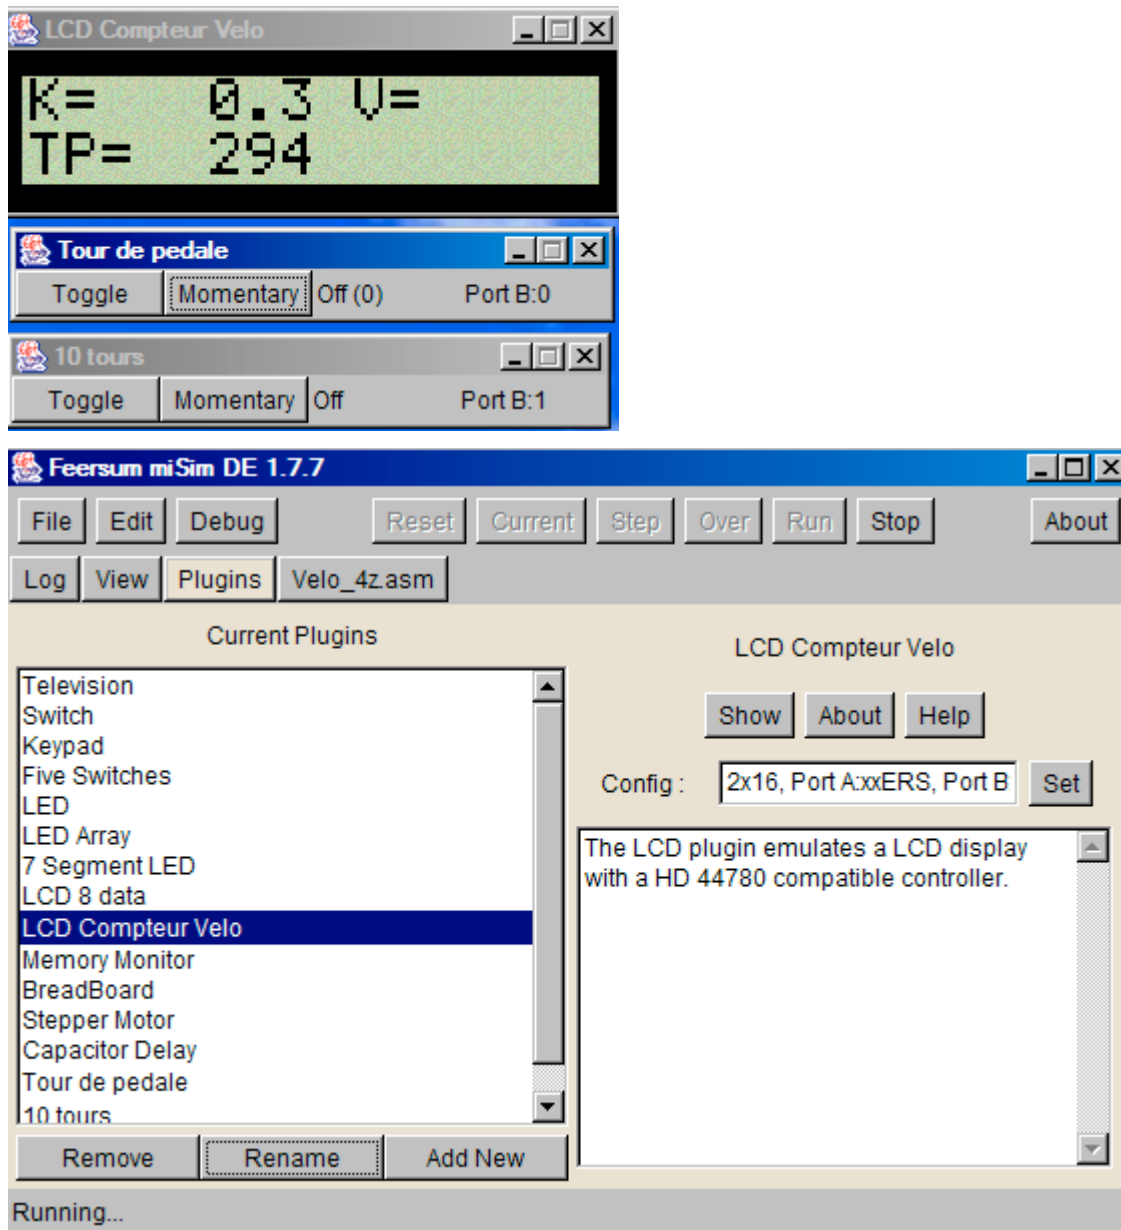 LCD Compteur Velo
K= 0.3 V=
TP= 294
Tour de pedale
Toggle Momentary Off (0) Port B:0
10 tours
Toggle Momentary Off Port B:1
Feersum miSim DE 1.7.7
File Edit Debug Reset Current Step Over Run Stop About
Log View Plugins Velo_4z.asm
Current Plugins
Television
Switch
Keypad
Five Switches
LED
LED Array
7 Segment LED
LCD 8 data
LCD Compteur Velo
Memory Monitor
BreadBoard
Stepper Motor
Capacitor Delay
Tour de pedale
10 tours
Remove Rename Add New
LCD Compteur Velo
Show About Help
Config : 2x16, Port A:xxERS, Port B Set
The LCD plugin emulates a LCD display
with a HD 44780 compatible controller.
Running...